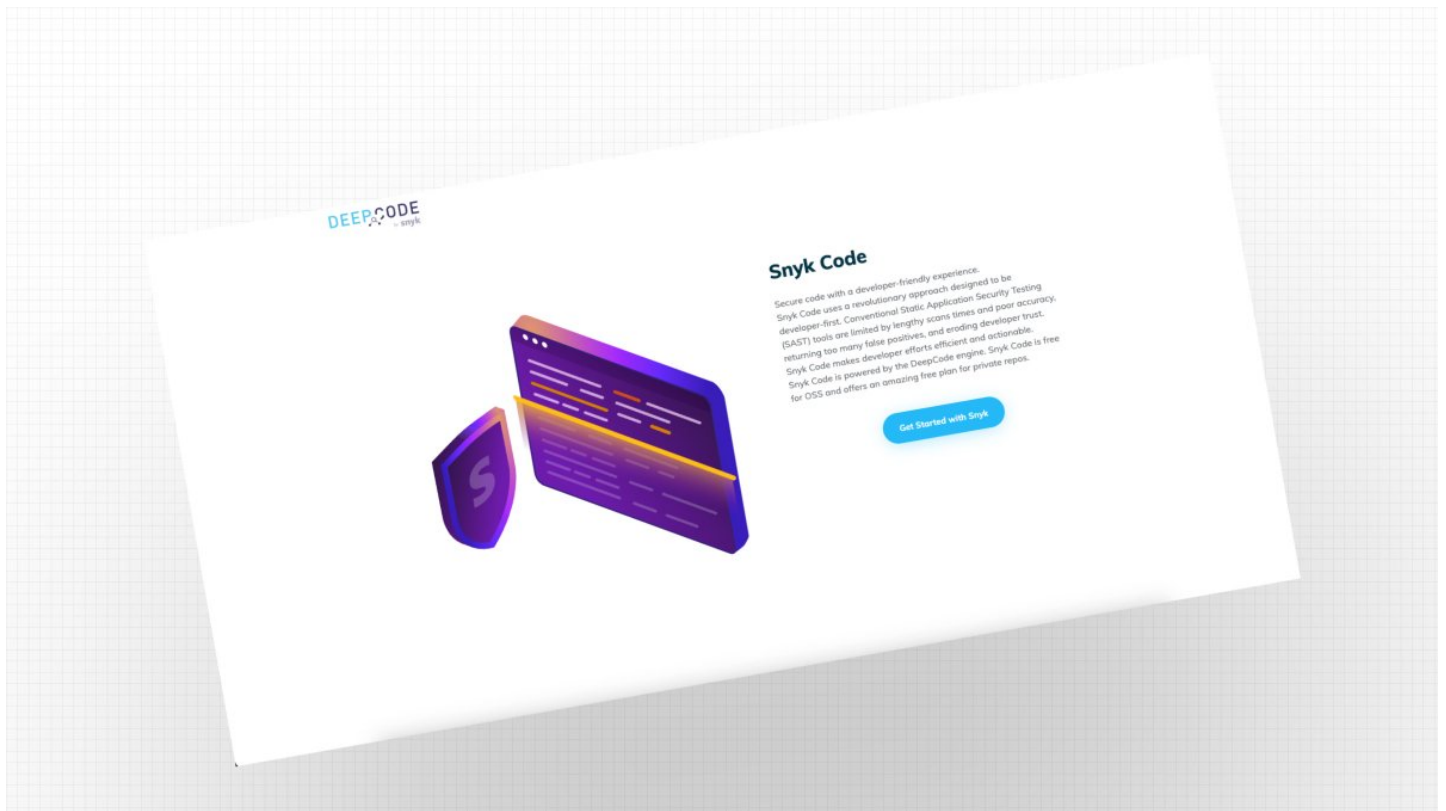 DEEPCODE
by snyk
Snyk Code
Secure code with a developer-friendly experience.
Snyk Code uses a revolutionary approach designed to be
developer-first. Conventional Static Application Security Testing
(SAST) tools are limited by lengthy scans times and poor accuracy,
returning too many false positives, and eroding developer trust.
Snyk Code makes developer efforts efficient and actionable.
Snyk Code is powered by the DeepCode engine. Snyk Code is free
for OSS and offers an amazing free plan for private repos.
Get Started with Snyk
S